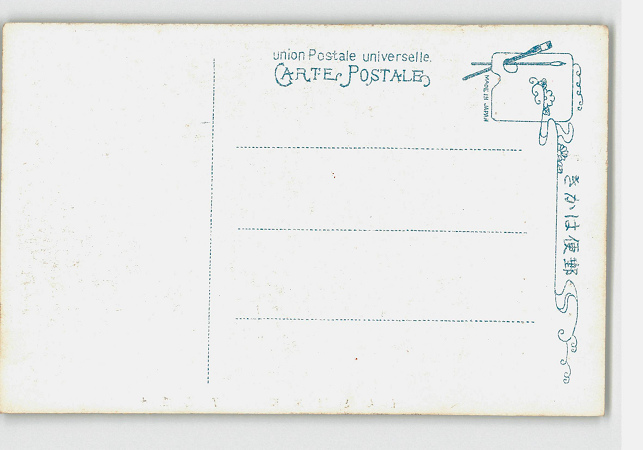 union Postale universelle.
CARTE POSTALE
MADE IN JAPAN
郵便はかき